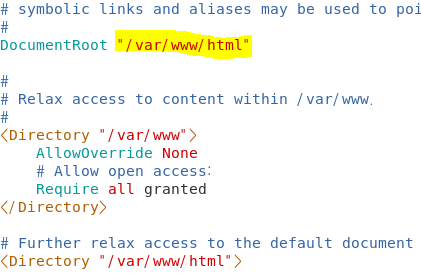 # symbolic links and aliases may be used to poi
#
DocumentRoot "/var/www/html"
#
# Relax access to content within /var/www.
#
<Directory "/var/www">
AllowOverride None
# Allow open access:
Require all granted
</Directory>
# Further relax access to the default document
<Directory "/var/www/html">